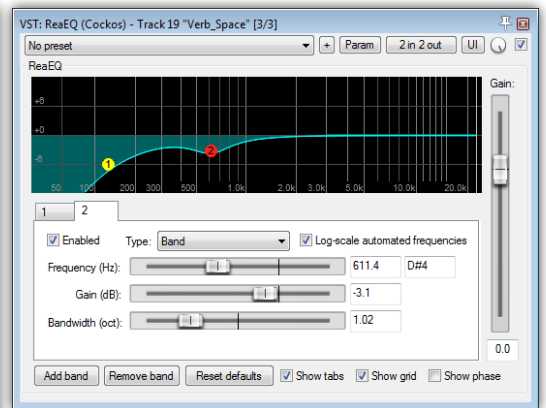 VST: ReaEQ (Cockos) - Track 19 "Verb_Space" [3/3]
No preset + Param 2 in 2 out UI
ReaEQ
Gain:
+6
+0
-6
1 2
50 100 200 300 500 1.0k 2.0k 3.0k 5.0k 10.0k 20.0k
1 2
Enabled Type: Band Log-scale automated frequencies
Frequency (Hz): 611.4 D#4
Gain (dB): -3.1
Bandwidth (oct): 1.02
0.0
Add band Remove band Reset defaults Show tabs Show grid Show phase